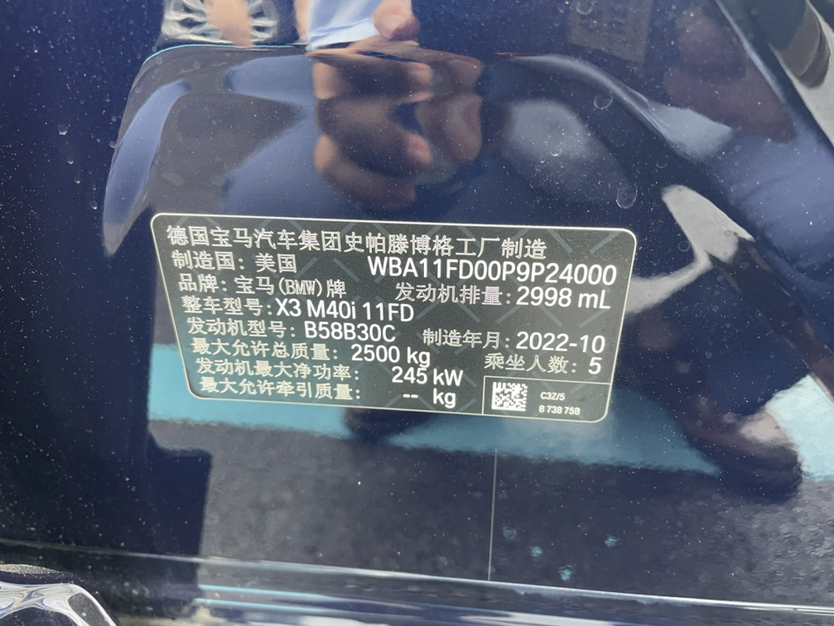 德国宝马汽车集团史帕滕博格工厂制造
制造国：美国 WBA11FD00P9P24000
品牌：宝马(BMW)牌 发动机排量：2998 mL
整车型号:X3 M40i 11FD
发动机型号：B58B30C 制造年月：2022-10
最大允许总质量：2500 kg 乘坐人数：5
发动机最大净功率：245 kW
最大允许牵引质量：-- kg
C3Z/5
8 738 758